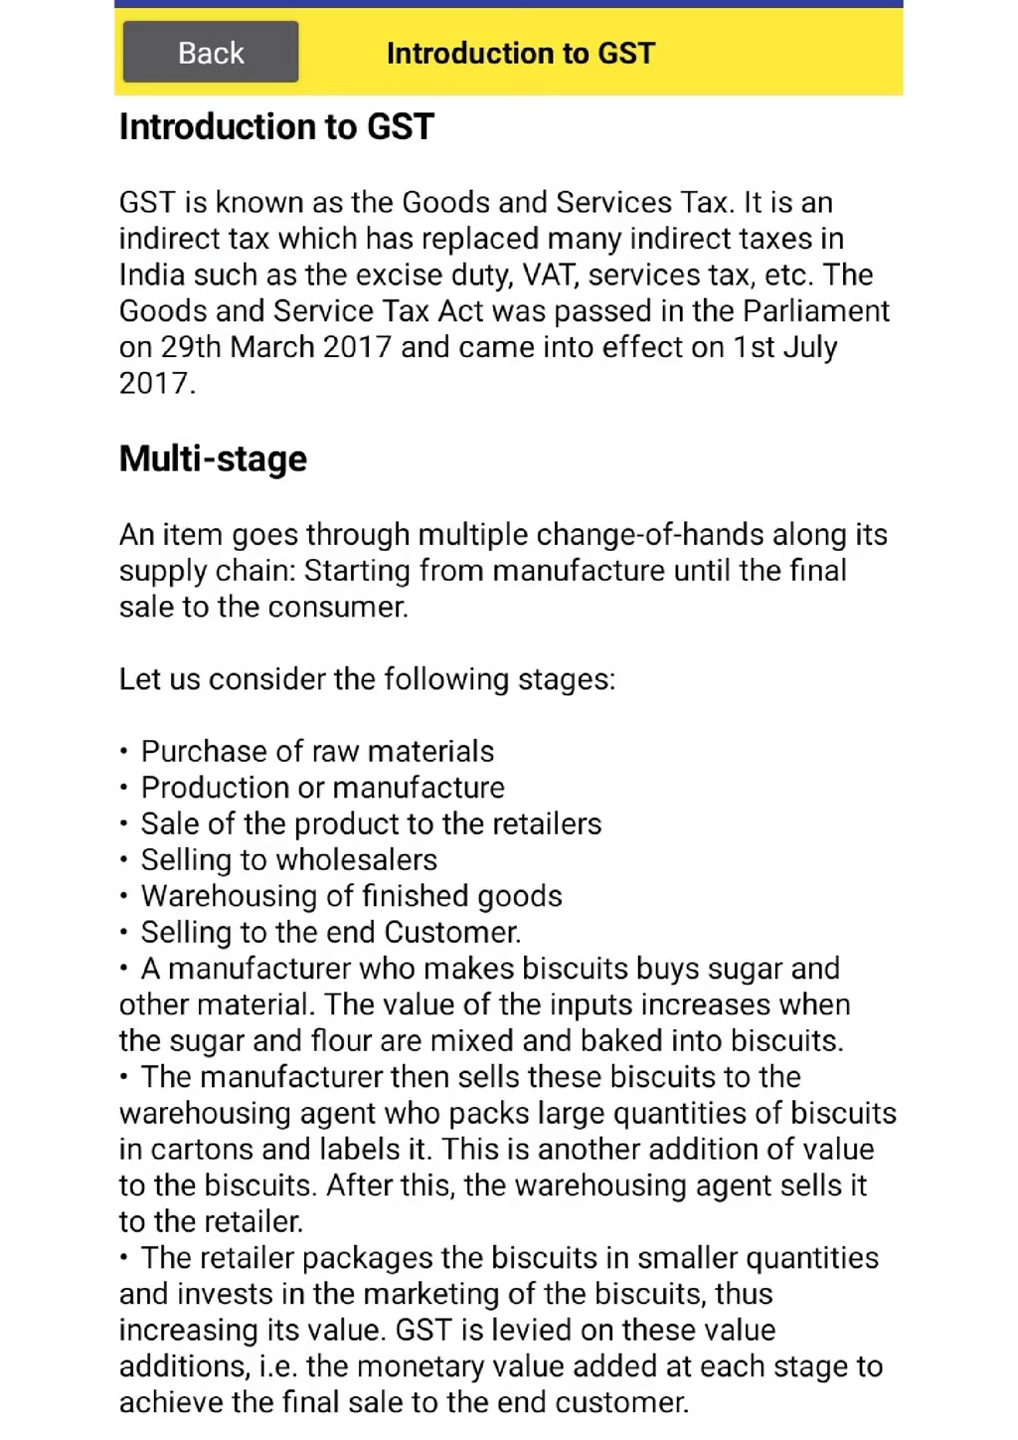 Back
Introduction to GST
Introduction to GST
GST is known as the Goods and Services Tax. It is an
indirect tax which has replaced many indirect taxes in
India such as the excise duty, VAT, services tax, etc. The
Goods and Service Tax Act was passed in the Parliament
on 29th March 2017 and came into effect on 1st July
2017.
Multi-stage
An item goes through multiple change-of-hands along its
supply chain: Starting from manufacture until the final
sale to the consumer.
Let us consider the following stages:
• Purchase of raw materials
• Production or manufacture
• Sale of the product to the retailers
• Selling to wholesalers
• Warehousing of finished goods
• Selling to the end Customer.
• A manufacturer who makes biscuits buys sugar and
other material. The value of the inputs increases when
the sugar and flour are mixed and baked into biscuits.
• The manufacturer then sells these biscuits to the
warehousing agent who packs large quantities of biscuits
in cartons and labels it. This is another addition of value
to the biscuits. After this, the warehousing agent sells it
to the retailer.
• The retailer packages the biscuits in smaller quantities
and invests in the marketing of the biscuits, thus
increasing its value. GST is levied on these value
additions, i.e. the monetary value added at each stage to
achieve the final sale to the end customer.